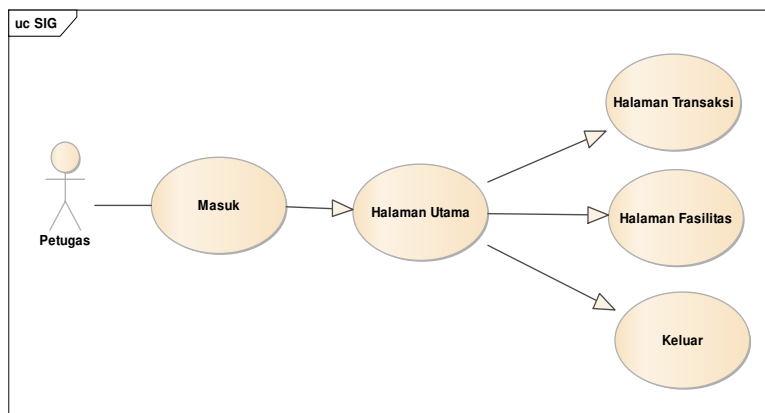 uc SIG
Halaman Transaksi
Petugas
Masuk
Halaman Utama
Halaman Fasilitas
Keluar